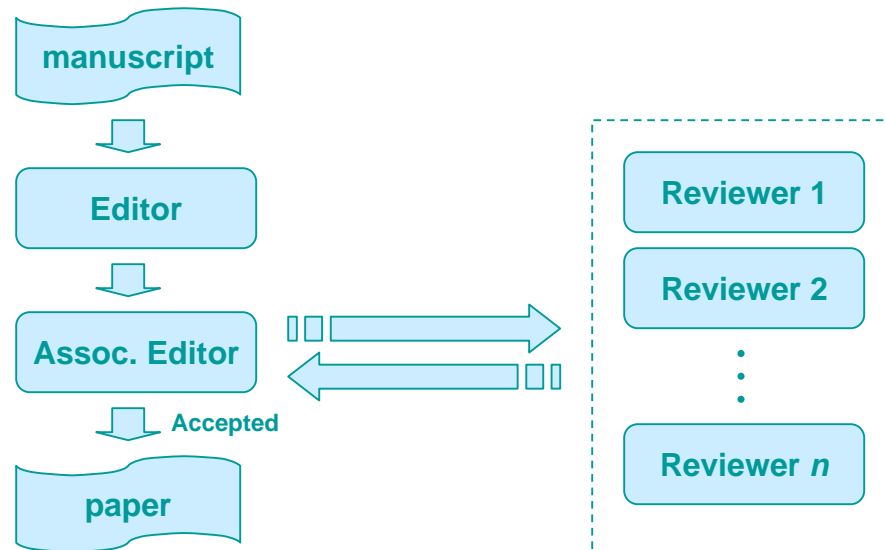 manuscript
Editor
Assoc. Editor
Accepted
paper
Reviewer 1
Reviewer 2
Reviewer n